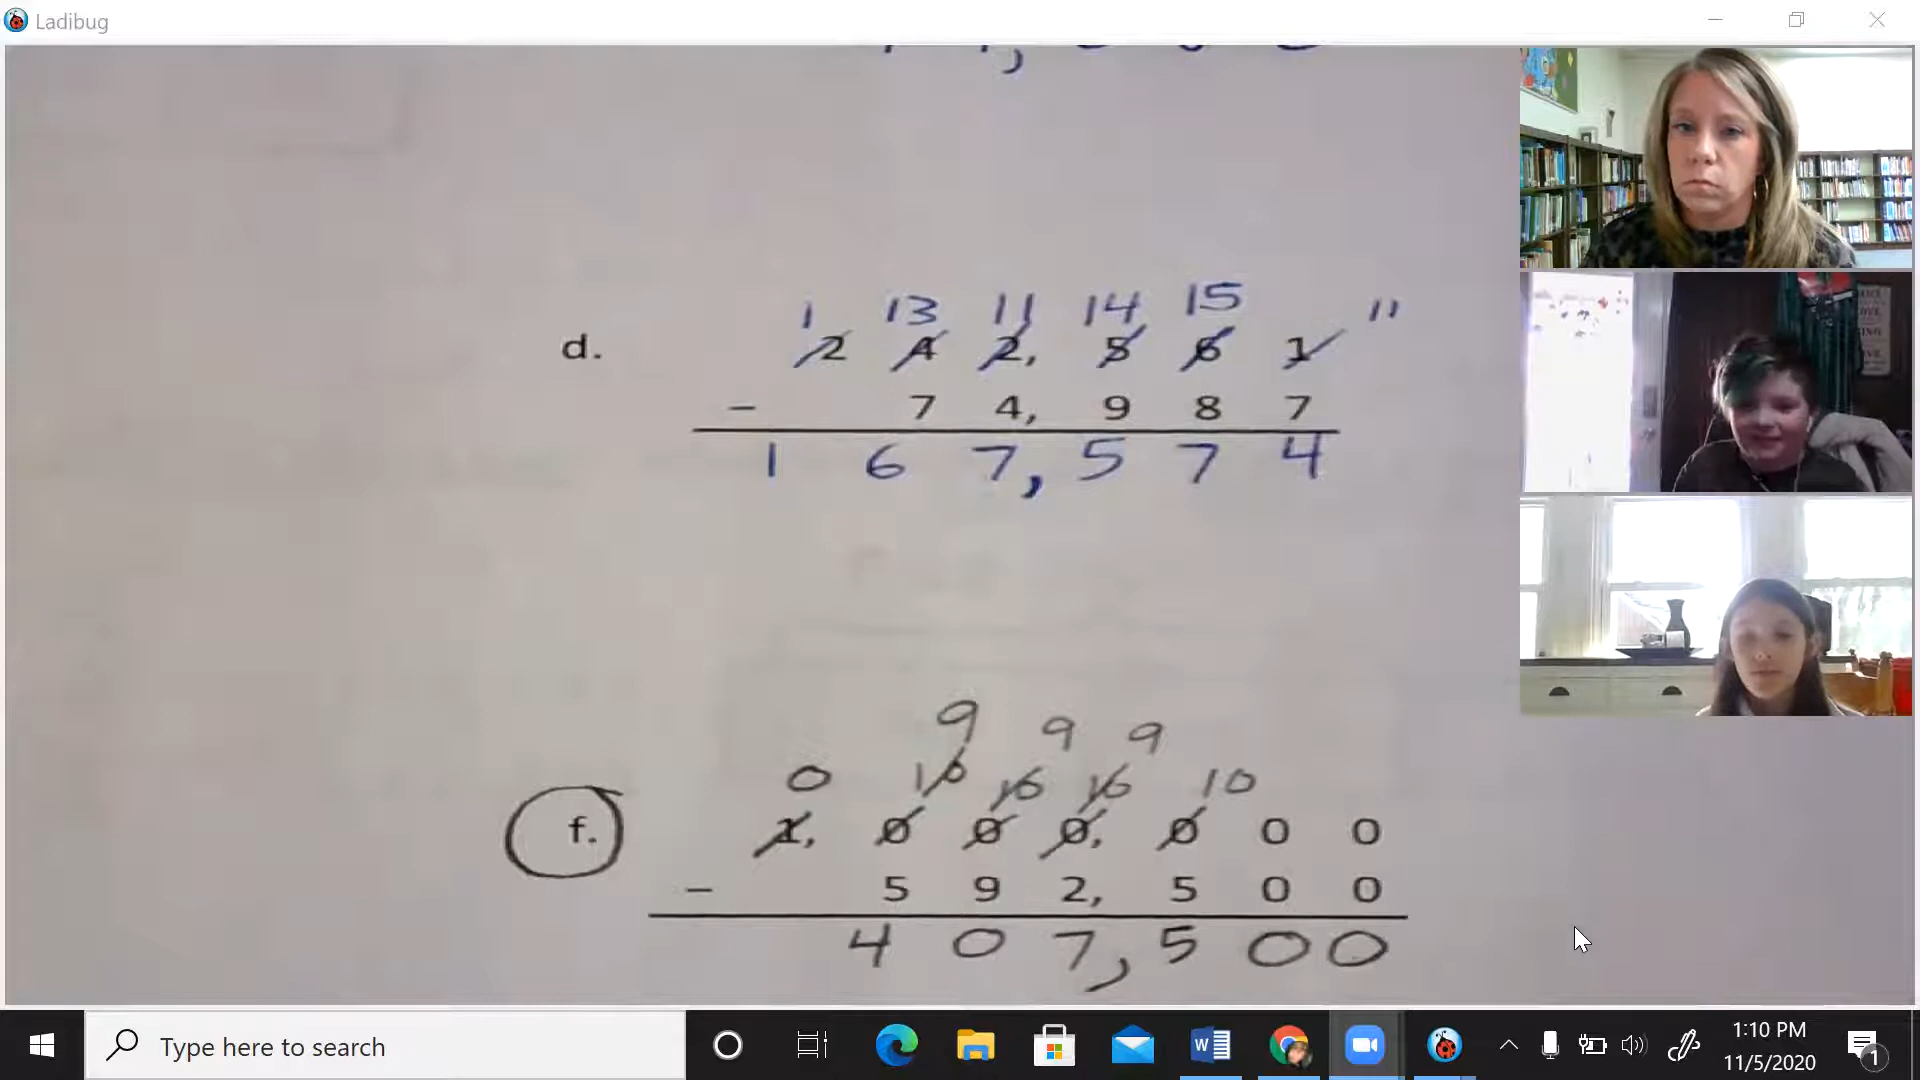 Ladibug
1 13 11 14 15 11
d. 2 4 2, 5 6 1
- 7 4, 9 8 7
1 6 7, 5 7 4
9 9 9
0 10 10 10 10
f. 1, 0 0 0, 0 0 0
- 5 9 2, 5 0 0
4 0 7, 5 0 0
Type here to search
1:10 PM
11/5/2020
1